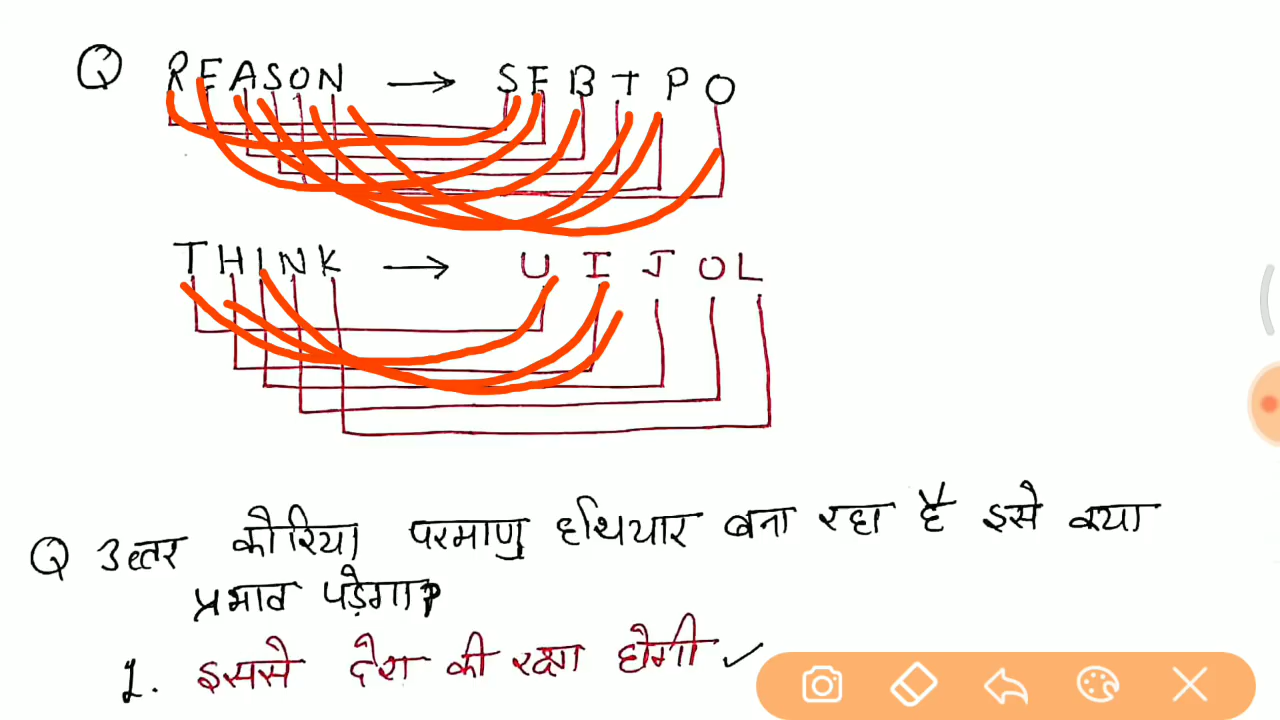 Q REASON → SFBTPO
THINK → UIJOL
Q उत्तर कोरिया परमाणु हथियार बना रहा है इसे क्या
प्रभाव पड़ेगा?
1. इससे देश की रक्षा होगी ✓